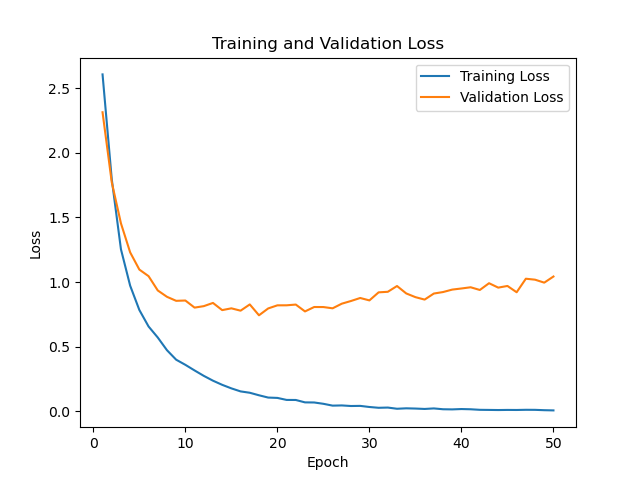 Training and Validation Loss
Training Loss
Validation Loss
2.5
2.0
1.5
1.0
0.5
0.0
Loss
0 10 20 30 40 50
Epoch